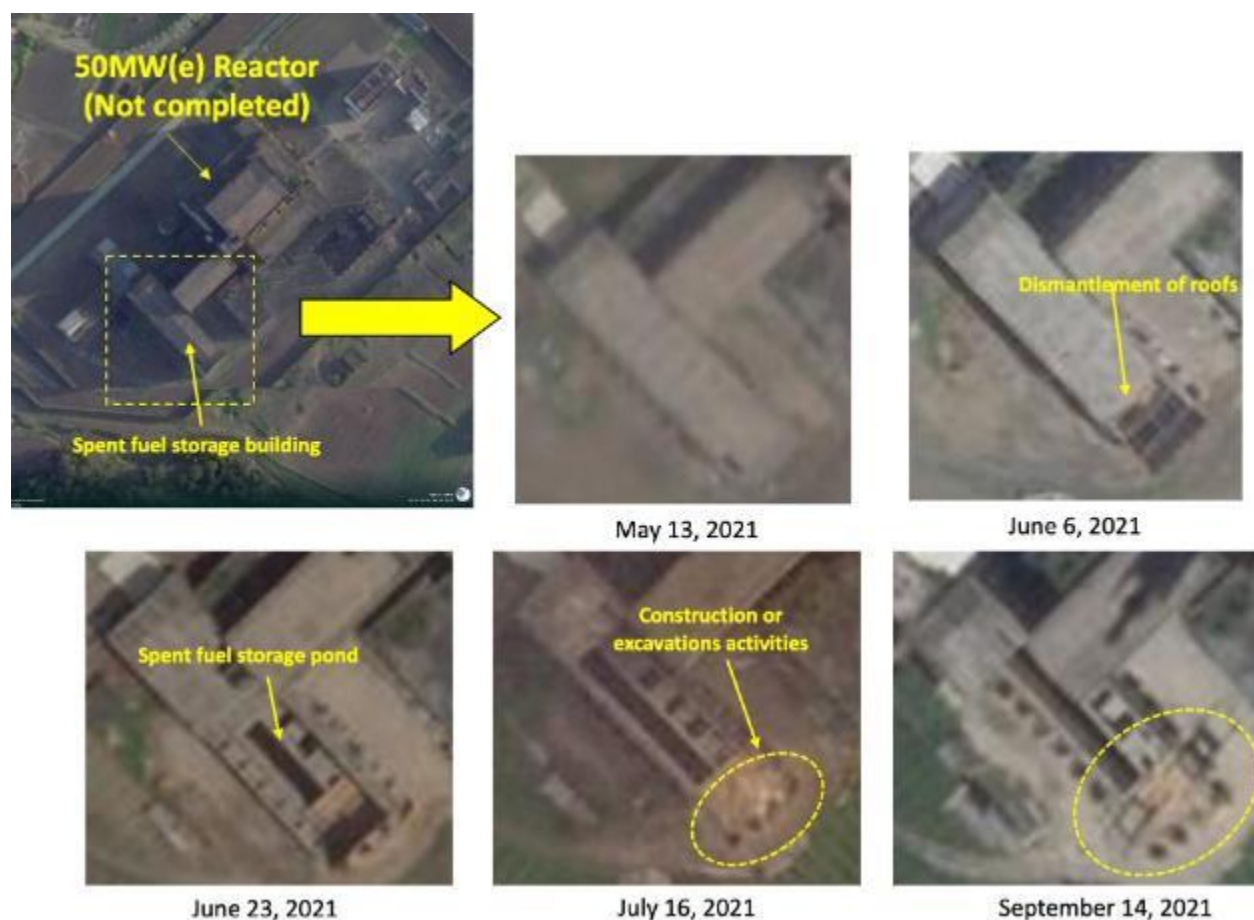 50MW(e) Reactor
(Not completed)
Spent fuel storage building
May 13, 2021
Dismantlement of roofs
June 6, 2021
Spent fuel storage pond
June 23, 2021
Construction or
excavations activities
July 16, 2021
September 14, 2021